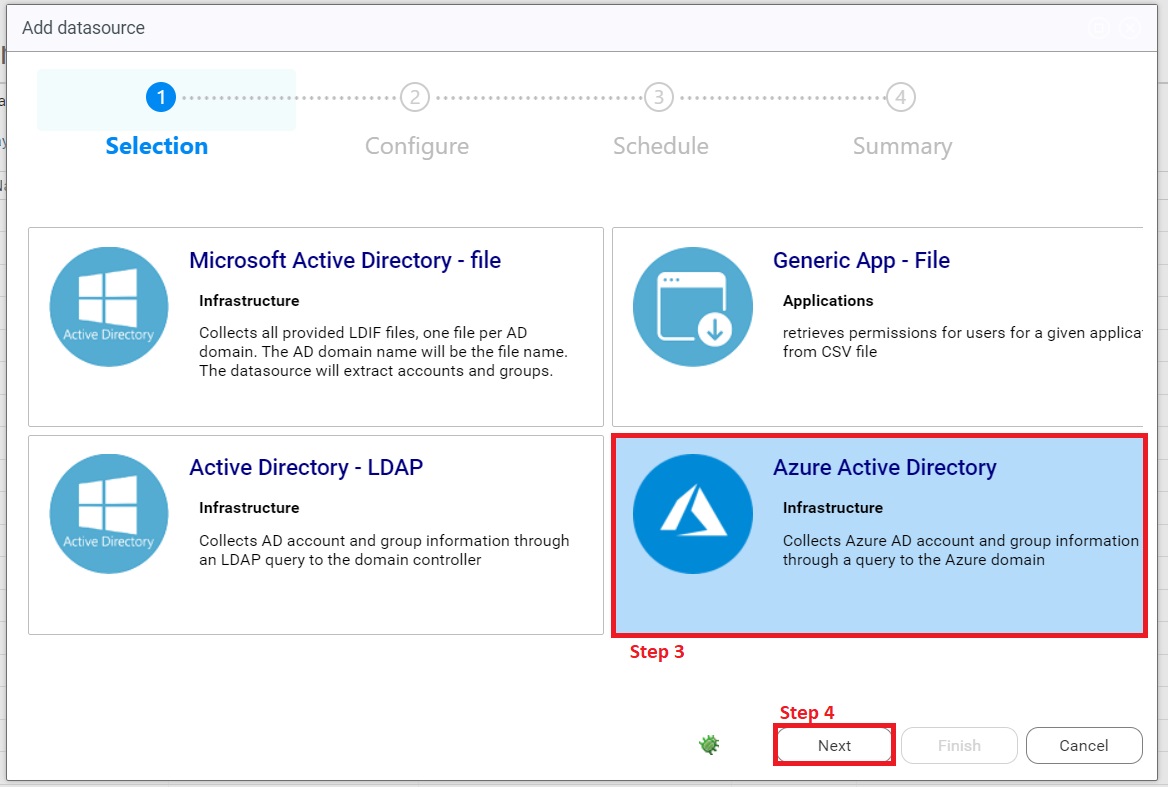 Add datasource
1
2
3
4
Selection
Configure
Schedule
Summary
Active Directory
Microsoft Active Directory - file
Infrastructure
Collects all provided LDIF files, one file per AD
domain. The AD domain name will be the file name.
The datasource will extract accounts and groups.
Generic App - File
Applications
retrieves permissions for users for a given applica
from CSV file
Active Directory
Active Directory - LDAP
Infrastructure
Collects AD account and group information through
an LDAP query to the domain controller
Azure Active Directory
Infrastructure
Collects Azure AD account and group information
through a query to the Azure domain
Step 3
Step 4
Next
Finish
Cancel